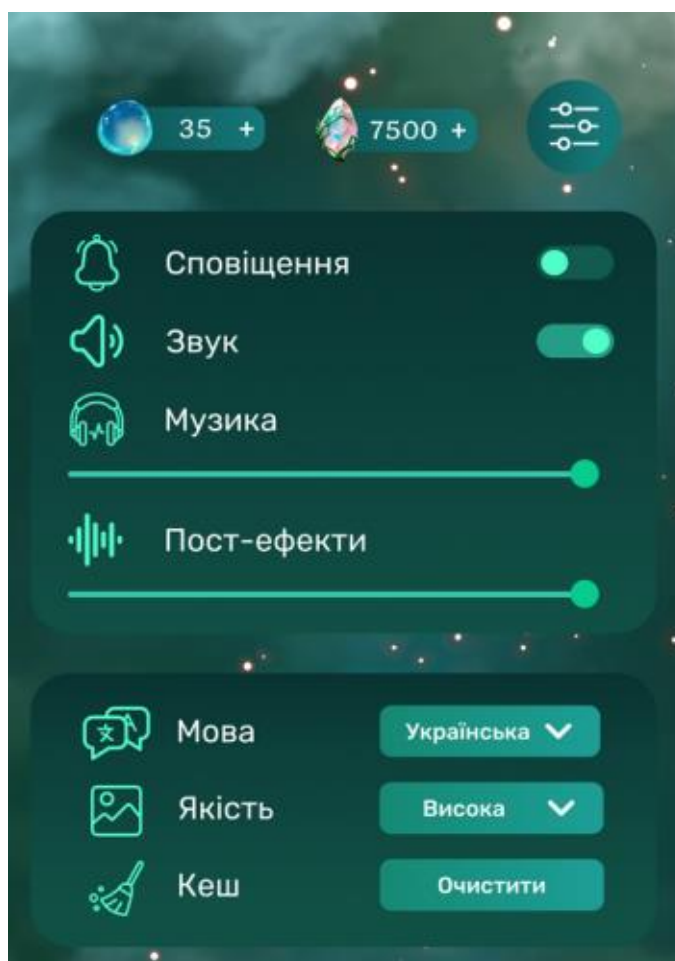 35 + 7500 +
Сповіщення
Звук
Музика
Пост-ефекти
Мова Українська
Якість Висока
Кеш Очистити